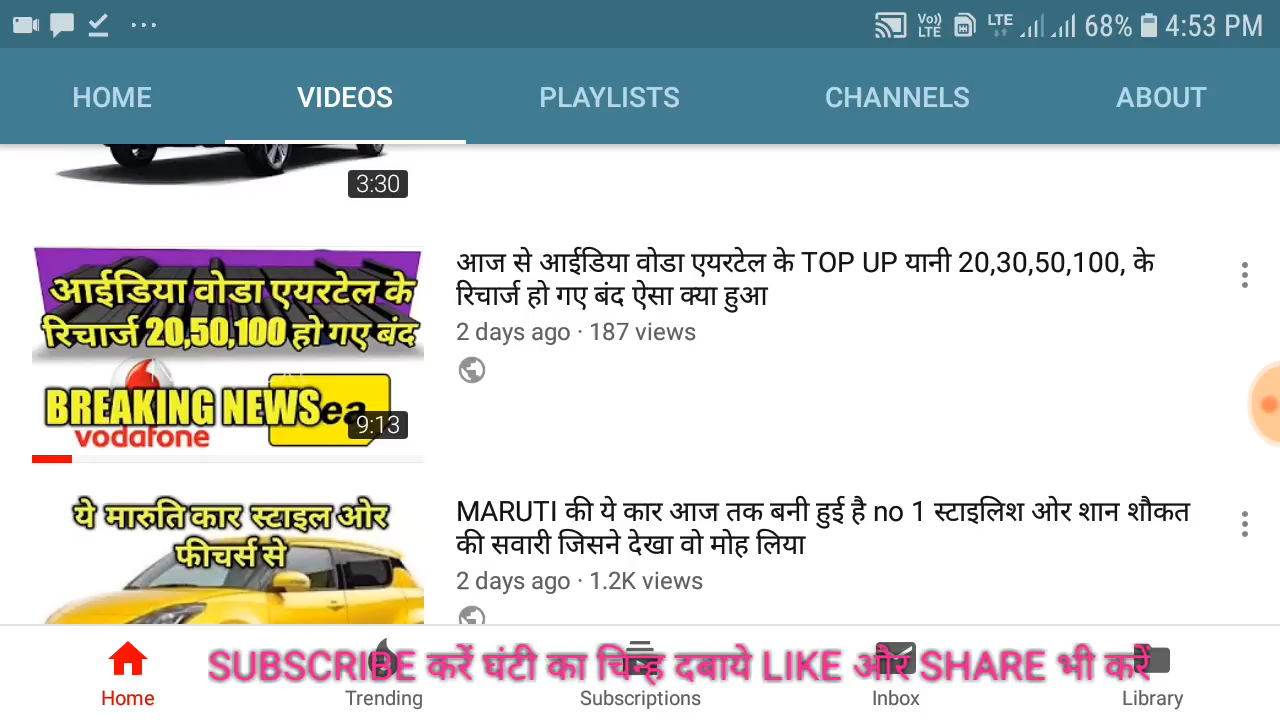 VoLTE LTE 68% 4:53 PM
HOME VIDEOS PLAYLISTS CHANNELS ABOUT
3:30
आईडिया वोडा एयरटेल के
रिचार्ज 20,50,100 हो गए बंद
BREAKING NEWS ea
vodafone
9:13
आज से आईडिया वोडा एयरटेल के TOP UP यानी 20,30,50,100, के
रिचार्ज हो गए बंद ऐसा क्या हुआ
2 days ago · 187 views
ये मारुति कार स्टाइल ओर
फीचर्स से
MARUTI की ये कार आज तक बनी हुई है no 1 स्टाइलिश ओर शान शौकत
की सवारी जिसने देखा वो मोह लिया
2 days ago · 1.2K views
SUBSCRIBE करें घंटी का चिन्ह दबाये LIKE और SHARE भी करें
Home Trending Subscriptions Inbox Library